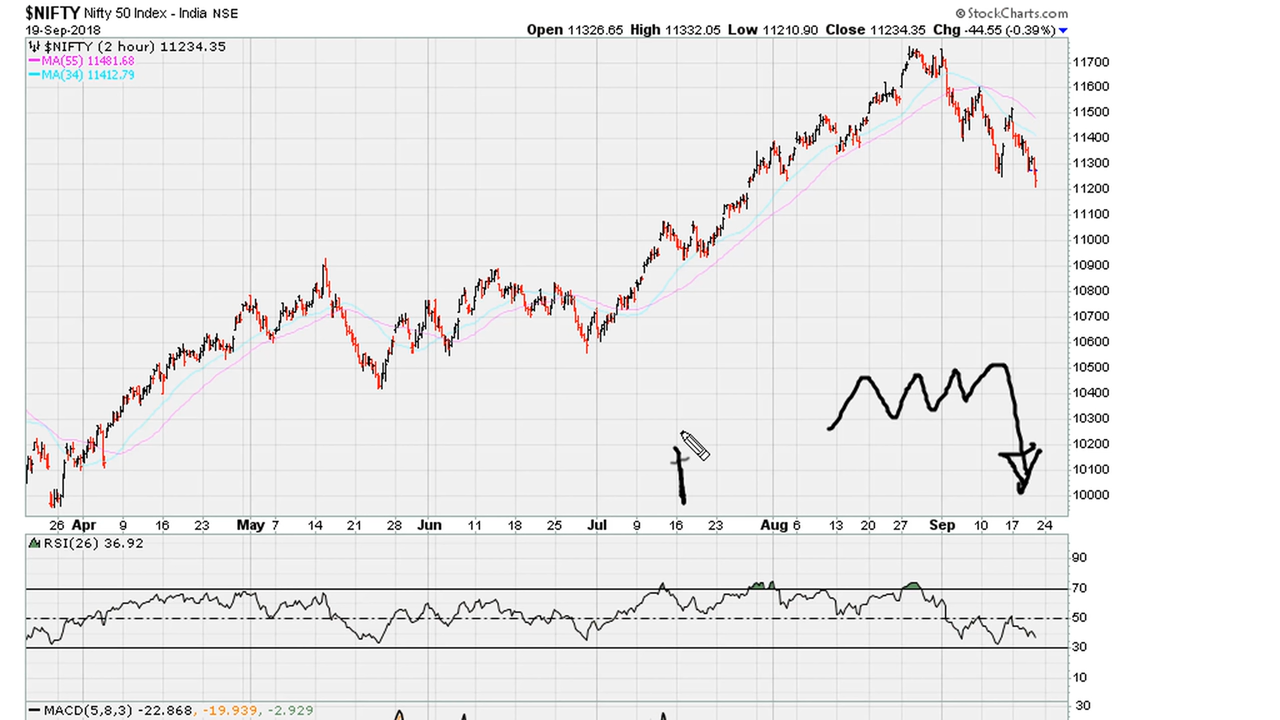 $NIFTY Nifty 50 Index - India NSE
© StockCharts.com
19-Sep-2018
Open 11326.65 High 11332.05 Low 11210.90 Close 11234.35 Chg -44.55 (-0.39%)
$NIFTY (2 hour) 11234.35
MA(55) 11481.68
MA(34) 11412.79
11700
11600
11500
11400
11300
11200
11100
11000
10900
10800
10700
10600
10500
10400
10300
10200
10100
10000
26 Apr 9 16 23 May 7 14 21 28 Jun 11 18 25 Jul 9 16 23 Aug 6 13 20 27 Sep 10 17 24
RSI(26) 36.92
90
70
50
30
10
MACD(5,8,3) -22.868, -19.939, -2.929
30